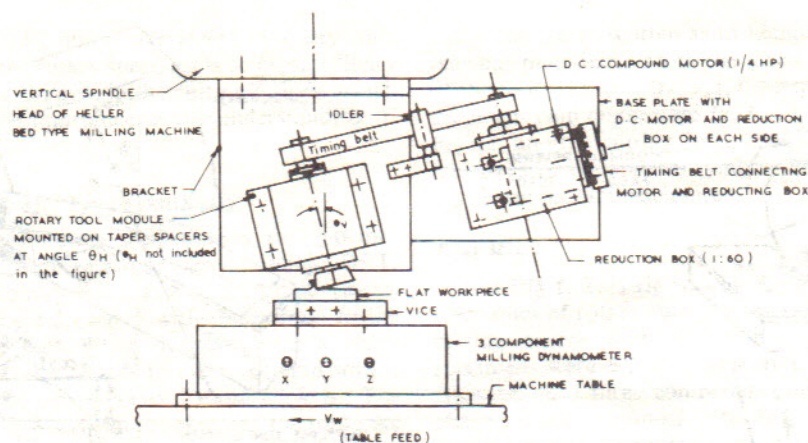 D C COMPOUND MOTOR (1/4 HP)
VERTICAL SPINDLE
HEAD OF HELLER
BED TYPE MILLING MACHINE
IDLER
BASE PLATE WITH
D.C. MOTOR AND REDUCTION
BOX ON EACH SIDE
Timing belt
TIMING BELT CONNECTING
MOTOR AND REDUCTING BOX
BRACKET
ROTARY TOOL MODULE
MOUNTED ON TAPER SPACERS
AT ANGLE θH (θH not included
in the figure)
θV
REDUCTION BOX (1:60)
FLAT WORKPIECE
VICE
3 COMPONENT
MILLING DYNAMOMETER
X Y Z
MACHINE TABLE
VW
(TABLE FEED)